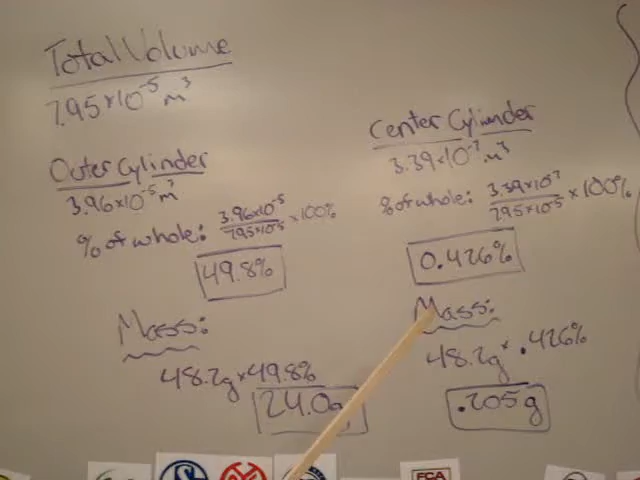 Total Volume
7.95×10⁻⁵ m³
Outer Cylinder
3.96×10⁻⁵ m³
% of whole: 3.96×10⁻⁵ / 7.95×10⁻⁵ ×100%
49.8%
Mass:
48.2g × 49.8%
24.0g
Center Cylinder
3.39×10⁻⁷ m³
% of whole: 3.39×10⁻⁷ / 7.95×10⁻⁵ ×100%
0.426%
Mass:
48.2g * .426%
.205g
FCA